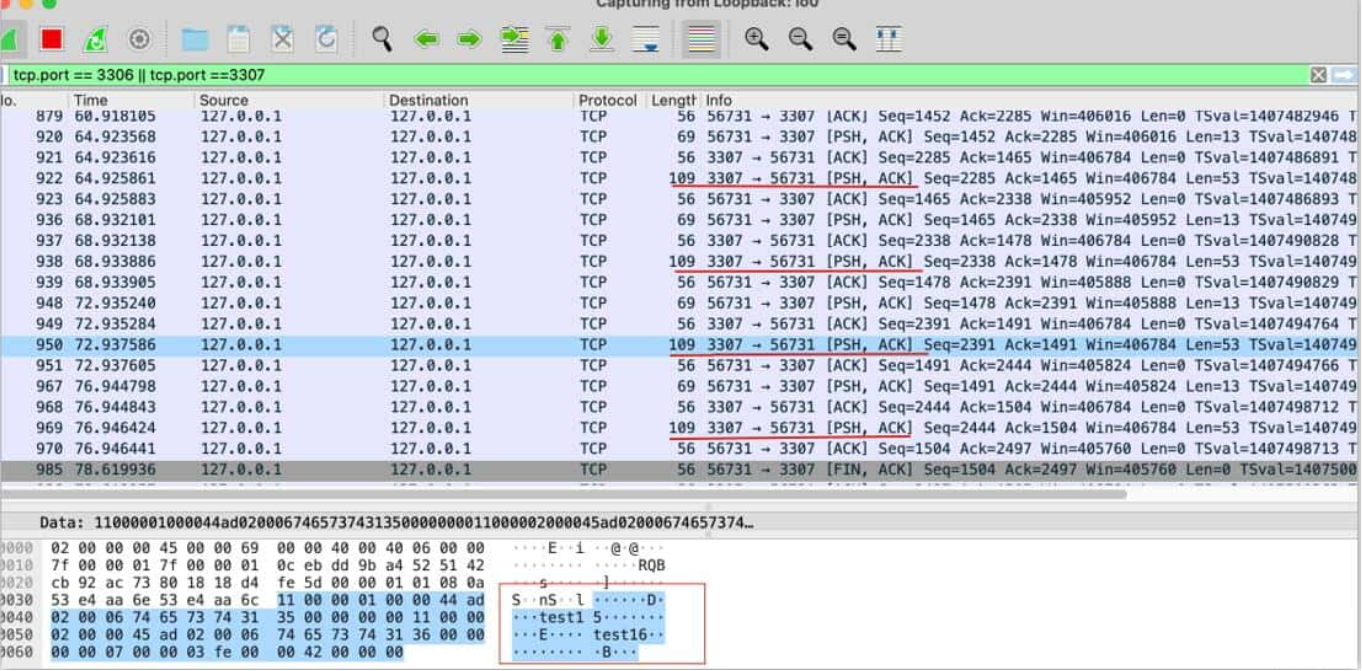 Capturing from Loopback: lo0
tcp.port == 3306 || tcp.port ==3307
No. Time Source Destination Protocol Length Info
879 60.918105 127.0.0.1 127.0.0.1 TCP 56 56731 → 3307 [ACK] Seq=1452 Ack=2285 Win=406016 Len=0 TSval=1407482946 T
920 64.923568 127.0.0.1 127.0.0.1 TCP 69 56731 → 3307 [PSH, ACK] Seq=1452 Ack=2285 Win=406016 Len=13 TSval=140748
921 64.923616 127.0.0.1 127.0.0.1 TCP 56 3307 → 56731 [ACK] Seq=2285 Ack=1465 Win=406784 Len=0 TSval=1407486891 T
922 64.925861 127.0.0.1 127.0.0.1 TCP 109 3307 → 56731 [PSH, ACK] Seq=2285 Ack=1465 Win=406784 Len=53 TSval=140748
923 64.925883 127.0.0.1 127.0.0.1 TCP 56 56731 → 3307 [ACK] Seq=1465 Ack=2338 Win=405952 Len=0 TSval=1407486893 T
936 68.932101 127.0.0.1 127.0.0.1 TCP 69 56731 → 3307 [PSH, ACK] Seq=1465 Ack=2338 Win=405952 Len=13 TSval=140749
937 68.932138 127.0.0.1 127.0.0.1 TCP 56 3307 → 56731 [ACK] Seq=2338 Ack=1478 Win=406784 Len=0 TSval=1407490828 T
938 68.933886 127.0.0.1 127.0.0.1 TCP 109 3307 → 56731 [PSH, ACK] Seq=2338 Ack=1478 Win=406784 Len=53 TSval=140749
939 68.933905 127.0.0.1 127.0.0.1 TCP 56 56731 → 3307 [ACK] Seq=1478 Ack=2391 Win=405888 Len=0 TSval=1407490829 T
948 72.935240 127.0.0.1 127.0.0.1 TCP 69 56731 → 3307 [PSH, ACK] Seq=1478 Ack=2391 Win=405888 Len=13 TSval=140749
949 72.935284 127.0.0.1 127.0.0.1 TCP 56 3307 → 56731 [ACK] Seq=2391 Ack=1491 Win=406784 Len=0 TSval=1407494764 T
950 72.937586 127.0.0.1 127.0.0.1 TCP 109 3307 → 56731 [PSH, ACK] Seq=2391 Ack=1491 Win=406784 Len=53 TSval=140749
951 72.937605 127.0.0.1 127.0.0.1 TCP 56 56731 → 3307 [ACK] Seq=1491 Ack=2444 Win=405824 Len=0 TSval=1407494766 T
967 76.944798 127.0.0.1 127.0.0.1 TCP 69 56731 → 3307 [PSH, ACK] Seq=1491 Ack=2444 Win=405824 Len=13 TSval=140749
968 76.944843 127.0.0.1 127.0.0.1 TCP 56 3307 → 56731 [ACK] Seq=2444 Ack=1504 Win=406784 Len=0 TSval=1407498712 T
969 76.946424 127.0.0.1 127.0.0.1 TCP 109 3307 → 56731 [PSH, ACK] Seq=2444 Ack=1504 Win=406784 Len=53 TSval=140749
970 76.946441 127.0.0.1 127.0.0.1 TCP 56 56731 → 3307 [ACK] Seq=1504 Ack=2497 Win=405760 Len=0 TSval=1407498713 T
985 78.619936 127.0.0.1 127.0.0.1 TCP 56 56731 → 3307 [FIN, ACK] Seq=1504 Ack=2497 Win=405760 Len=0 TSval=1407500
Data: 11000001000044ad020006746573743135000000000011000002000045ad02000674657374…
0000 02 00 00 00 45 00 00 69 00 00 40 00 40 06 00 00 ····E··i ··@·@···
0010 7f 00 00 01 7f 00 00 01 0c eb dd 9b a4 52 51 42 ········ ·····RQB
0020 cb 92 ac 73 80 18 18 d4 fe 5d 00 00 01 01 08 0a ···s···· ·]······
0030 53 e4 aa 6e 53 e4 aa 6c 11 00 00 01 00 00 44 ad S··nS··l ······D·
0040 02 00 06 74 65 73 74 31 35 00 00 00 00 11 00 00 ···test1 5·······
0050 02 00 00 45 ad 02 00 06 74 65 73 74 31 36 00 00 ···E···· test16··
0060 00 00 07 00 00 03 fe 00 00 42 00 00 00 ········ ·B···